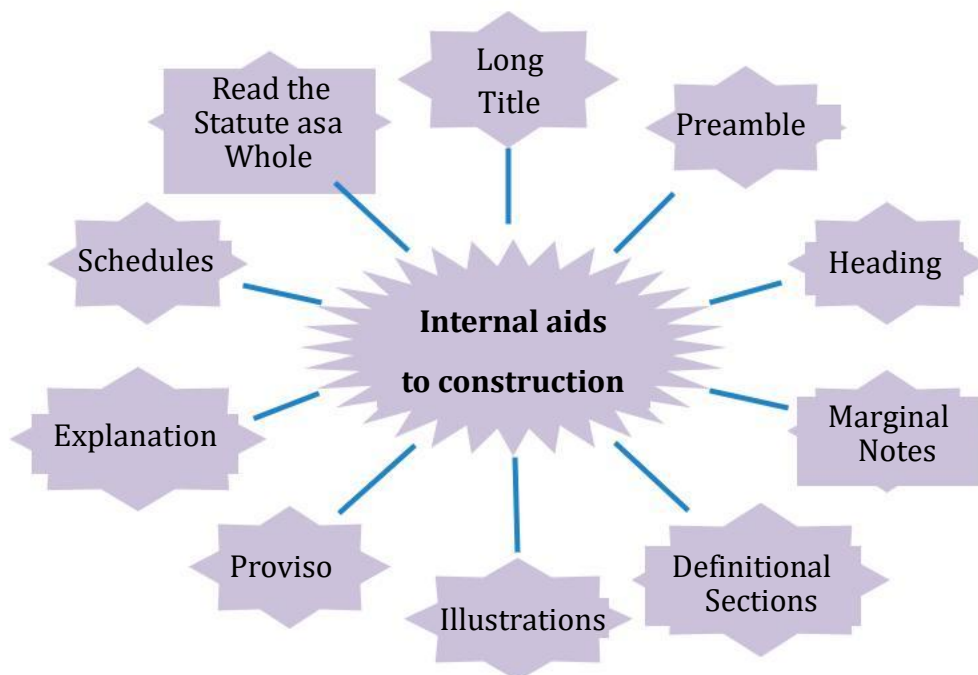 Long
Title
Preamble
Heading
Marginal
Notes
Definitional
Sections
Illustrations
Proviso
Explanation
Schedules
Read the
Statute asa
Whole
Internal aids
to construction